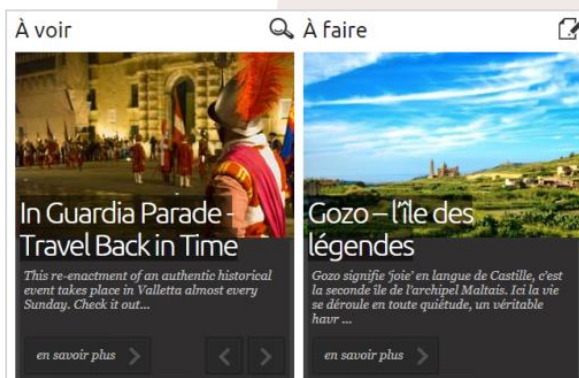 À voir
In Guardia Parade -
Travel Back in Time
This re-enactment of an authentic historical
event takes place in Valletta almost every
Sunday. Check it out...
en savoir plus
À faire
Gozo – l'île des
légendes
Gozo signifie 'joie' en langue de Castille, c'est
la seconde île de l'archipel Maltais. Ici la vie
se déroule en toute quiétude, un véritable
havr ...
en savoir plus